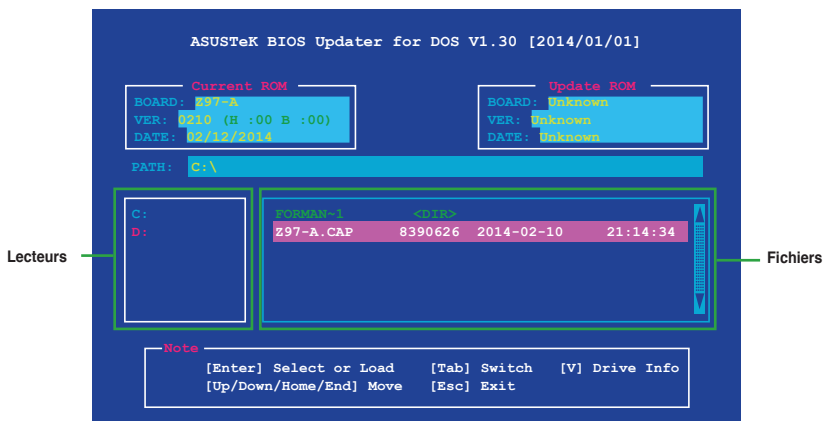 ASUSTeK BIOS Updater for DOS V1.30 [2014/01/01]
Current ROM
BOARD: Z97-A
VER: 0210 (H :00 B :00)
DATE: 02/12/2014
Update ROM
BOARD: Unknown
VER: Unknown
DATE: Unknown
PATH: C:\
Lecteurs
C:
D:
FORMAN~1 <DIR>
Z97-A.CAP 8390626 2014-02-10 21:14:34
Fichiers
Note
[Enter] Select or Load [Tab] Switch [V] Drive Info
[Up/Down/Home/End] Move [Esc] Exit